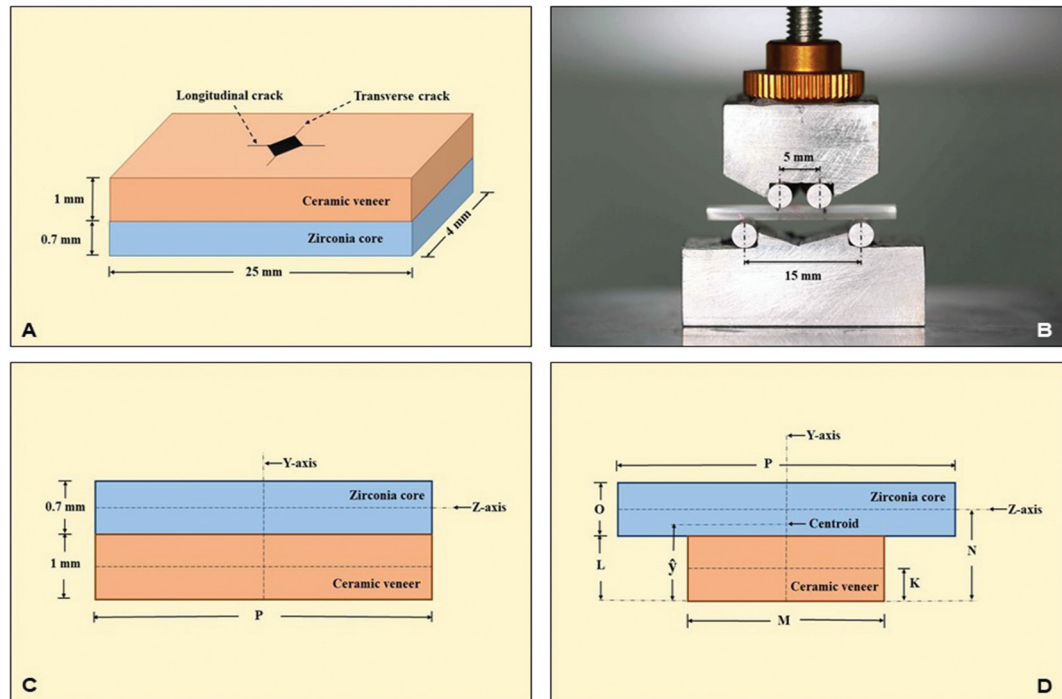 Longitudinal crack
Transverse crack
1 mm
Ceramic veneer
0.7 mm
Zirconia core
4 mm
25 mm
A
5 mm
15 mm
B
Y-axis
0.7 mm
Zirconia core
Z-axis
1 mm
Ceramic veneer
P
C
Y-axis
P
Zirconia core
O
Z-axis
Centroid
L
ŷ
N
K
Ceramic veneer
M
D